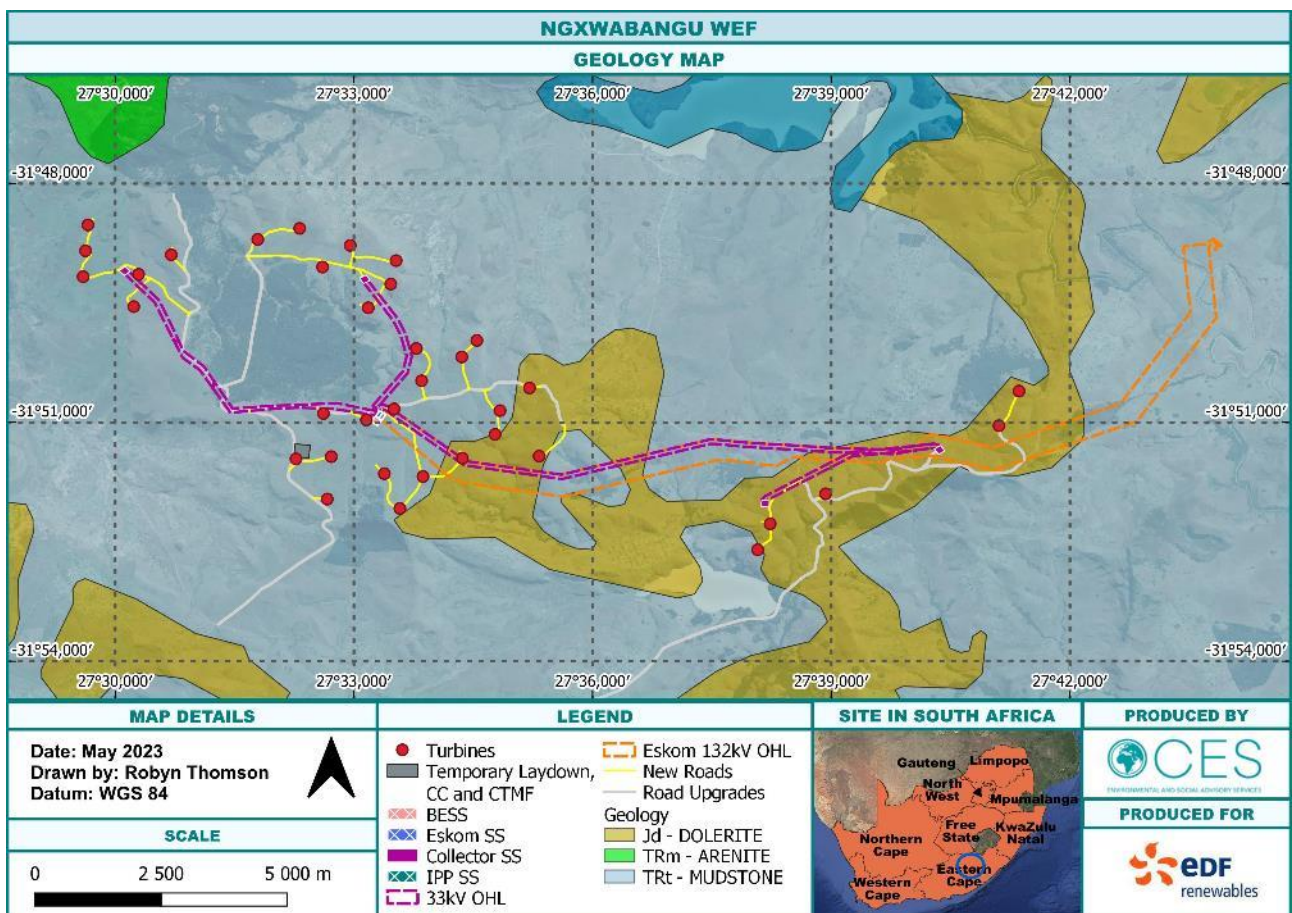 NGXWABANGU WEF
GEOLOGY MAP
27°30,000′ 27°33,000′ 27°36,000′ 27°39,000′ 27°42,000′
-31°48,000′ -31°48,000′
-31°51,000′ -31°51,000′
-31°54,000′ -31°54,000′
27°30,000′ 27°33,000′ 27°36,000′ 27°39,000′ 27°42,000′
MAP DETAILS
Date: May 2023
Drawn by: Robyn Thomson
Datum: WGS 84
SCALE
0 2 500 5 000 m
LEGEND
Turbines
Temporary Laydown,
CC and CTMF
BESS
Eskom SS
Collector SS
IPP SS
33kV OHL
Eskom 132kV OHL
New Roads
Road Upgrades
Geology
Jd - DOLERITE
TRm - ARENITE
TRt - MUDSTONE
SITE IN SOUTH AFRICA
Gauteng
Limpopo
North
West
Mpumalanga
Free
State
KwaZulu
Natal
Northern
Cape
Eastern
Cape
Western
Cape
PRODUCED BY
CES
ENVIRONMENTAL AND SOCIAL ADVISORY SERVICES
PRODUCED FOR
eDF
renewables